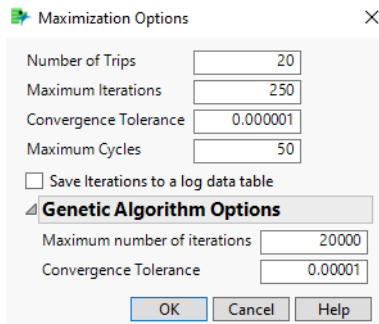 Maximization Options
Number of Trips 20
Maximum Iterations 250
Convergence Tolerance 0.000001
Maximum Cycles 50
Save Iterations to a log data table
Genetic Algorithm Options
Maximum number of iterations 20000
Convergence Tolerance 0.00001
OK Cancel Help